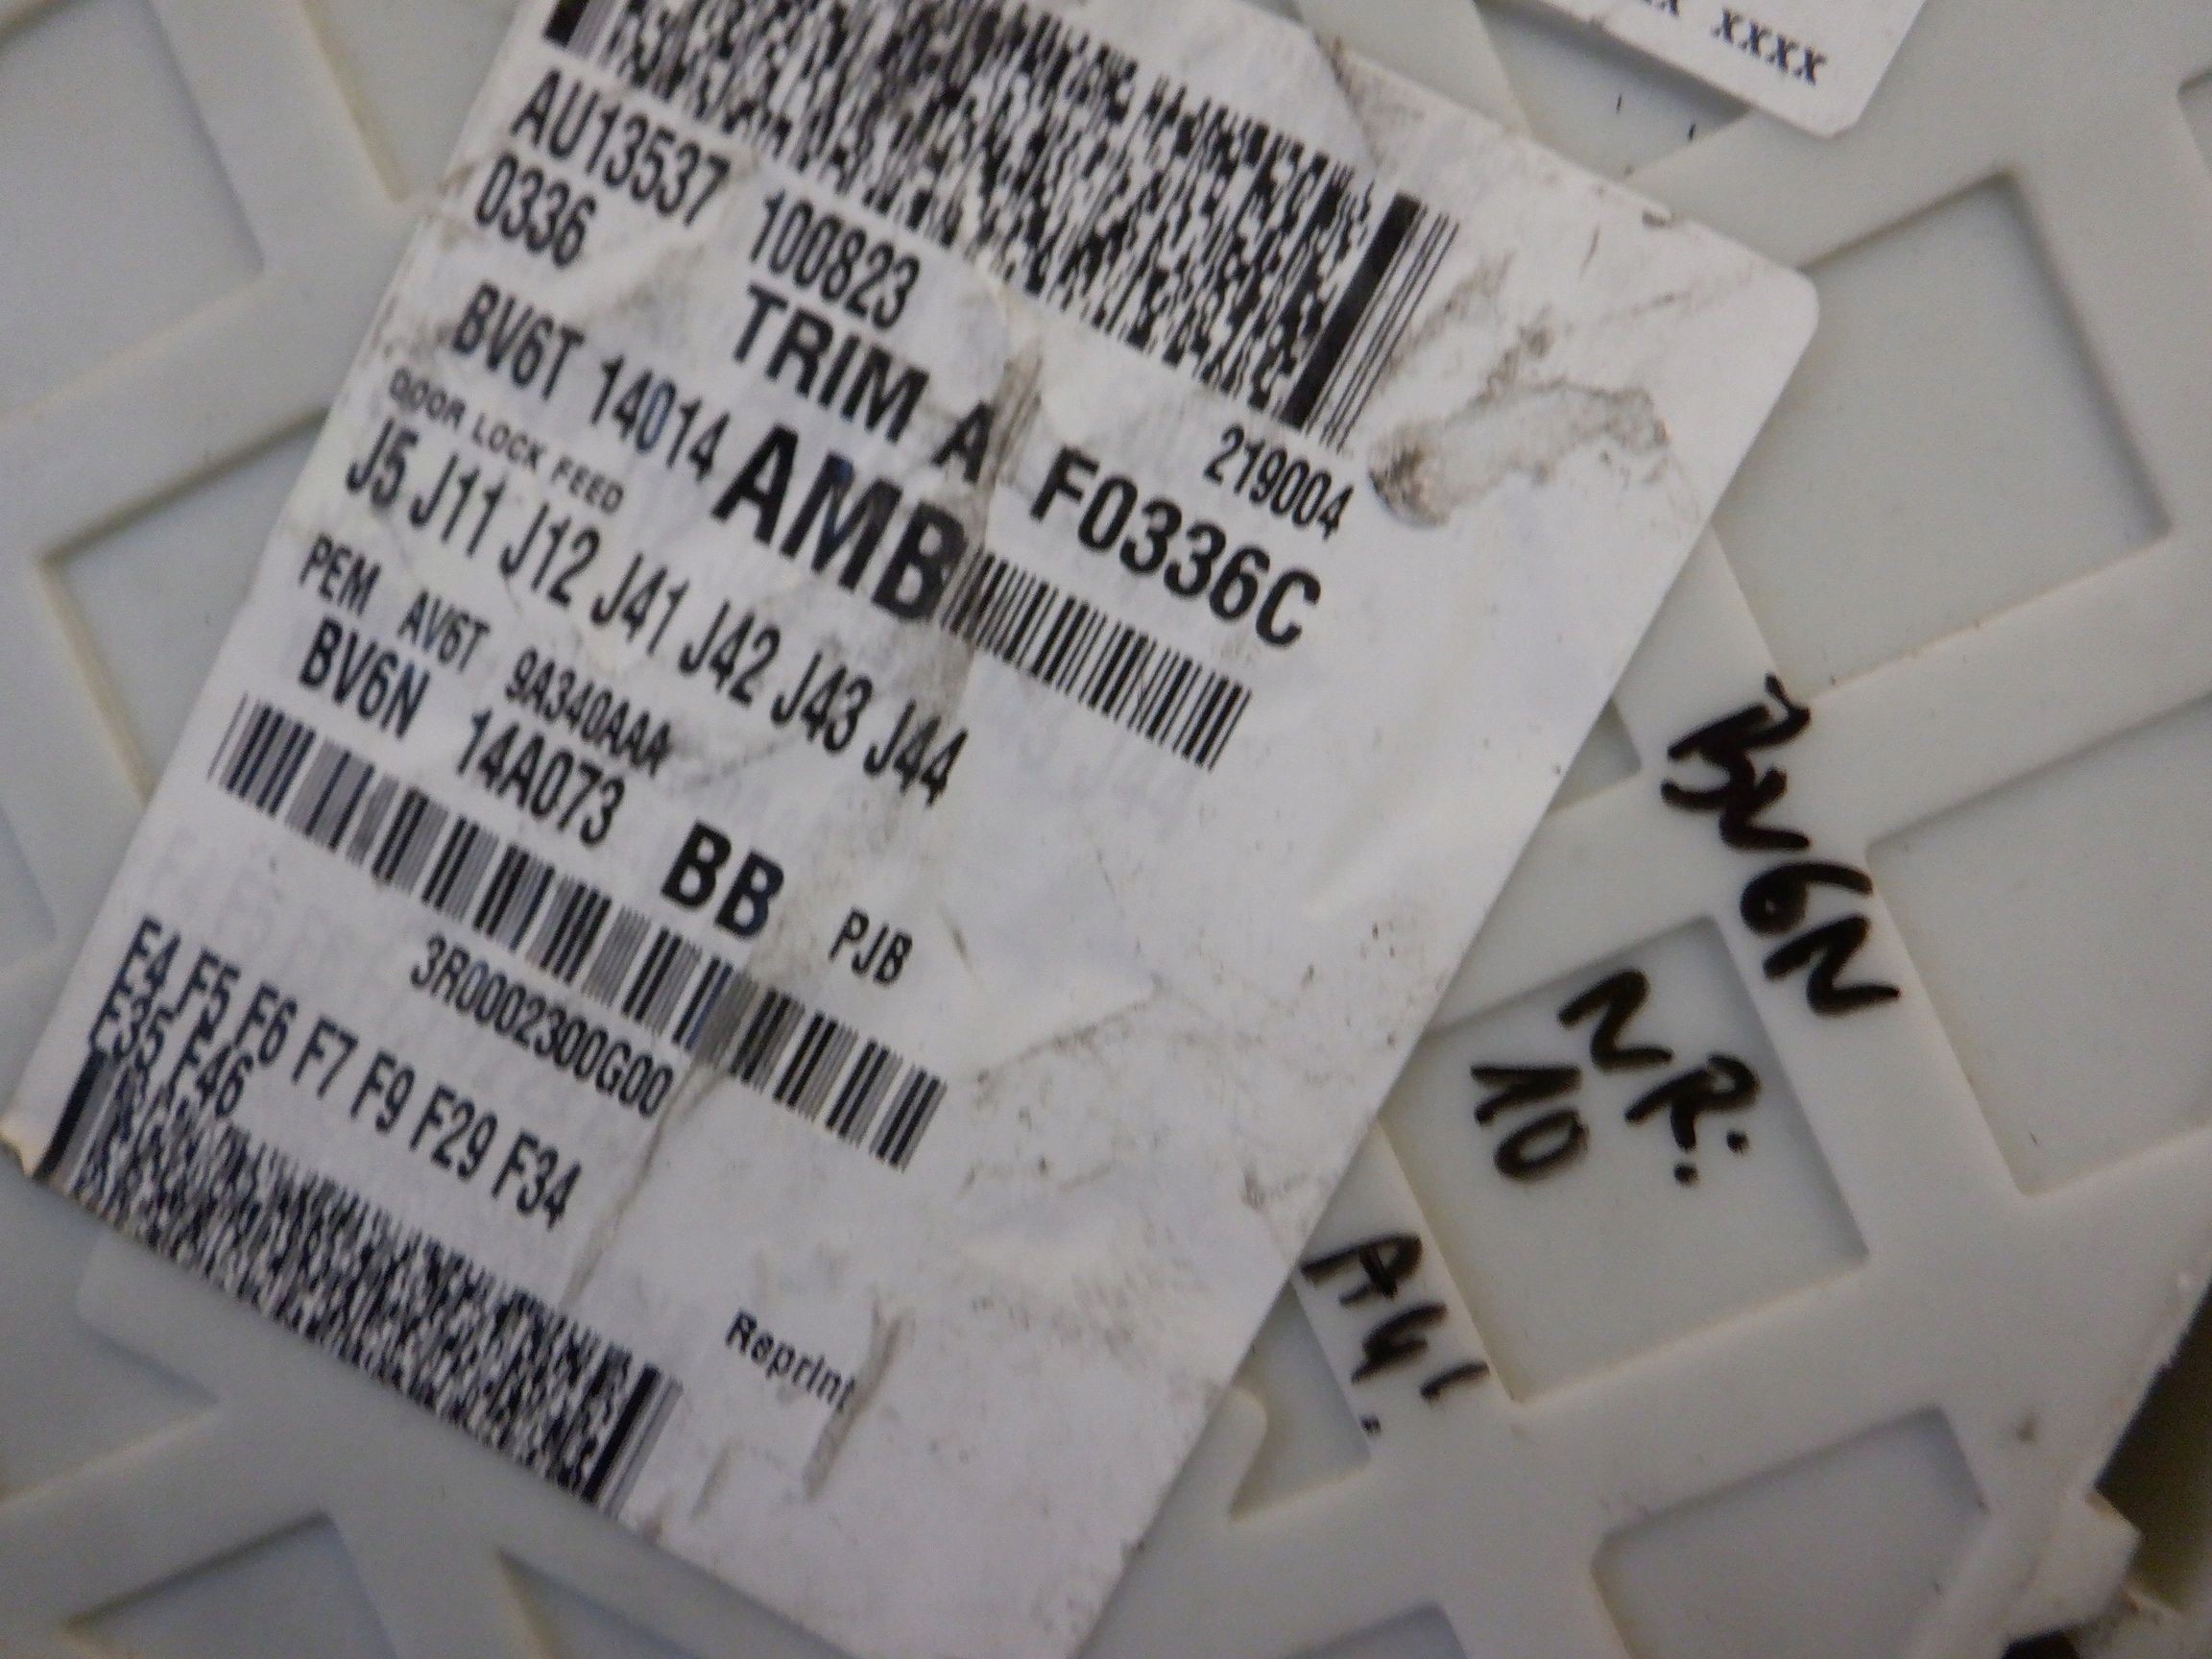 XXXX
AU13537 100823 219004
0336 TRIM A F0336C
BV6T 14014 AMB
DOOR LOCK FEED
J5 J11 J12 J41 J42 J43 J44
PEM AV6T 9A340AAA
BV6N 14A073 BB PJB
3R0002300G00
F4 F5 F6 F7 F9 F29 F34
F35 F46
Reprint
BV6N
NR:
10